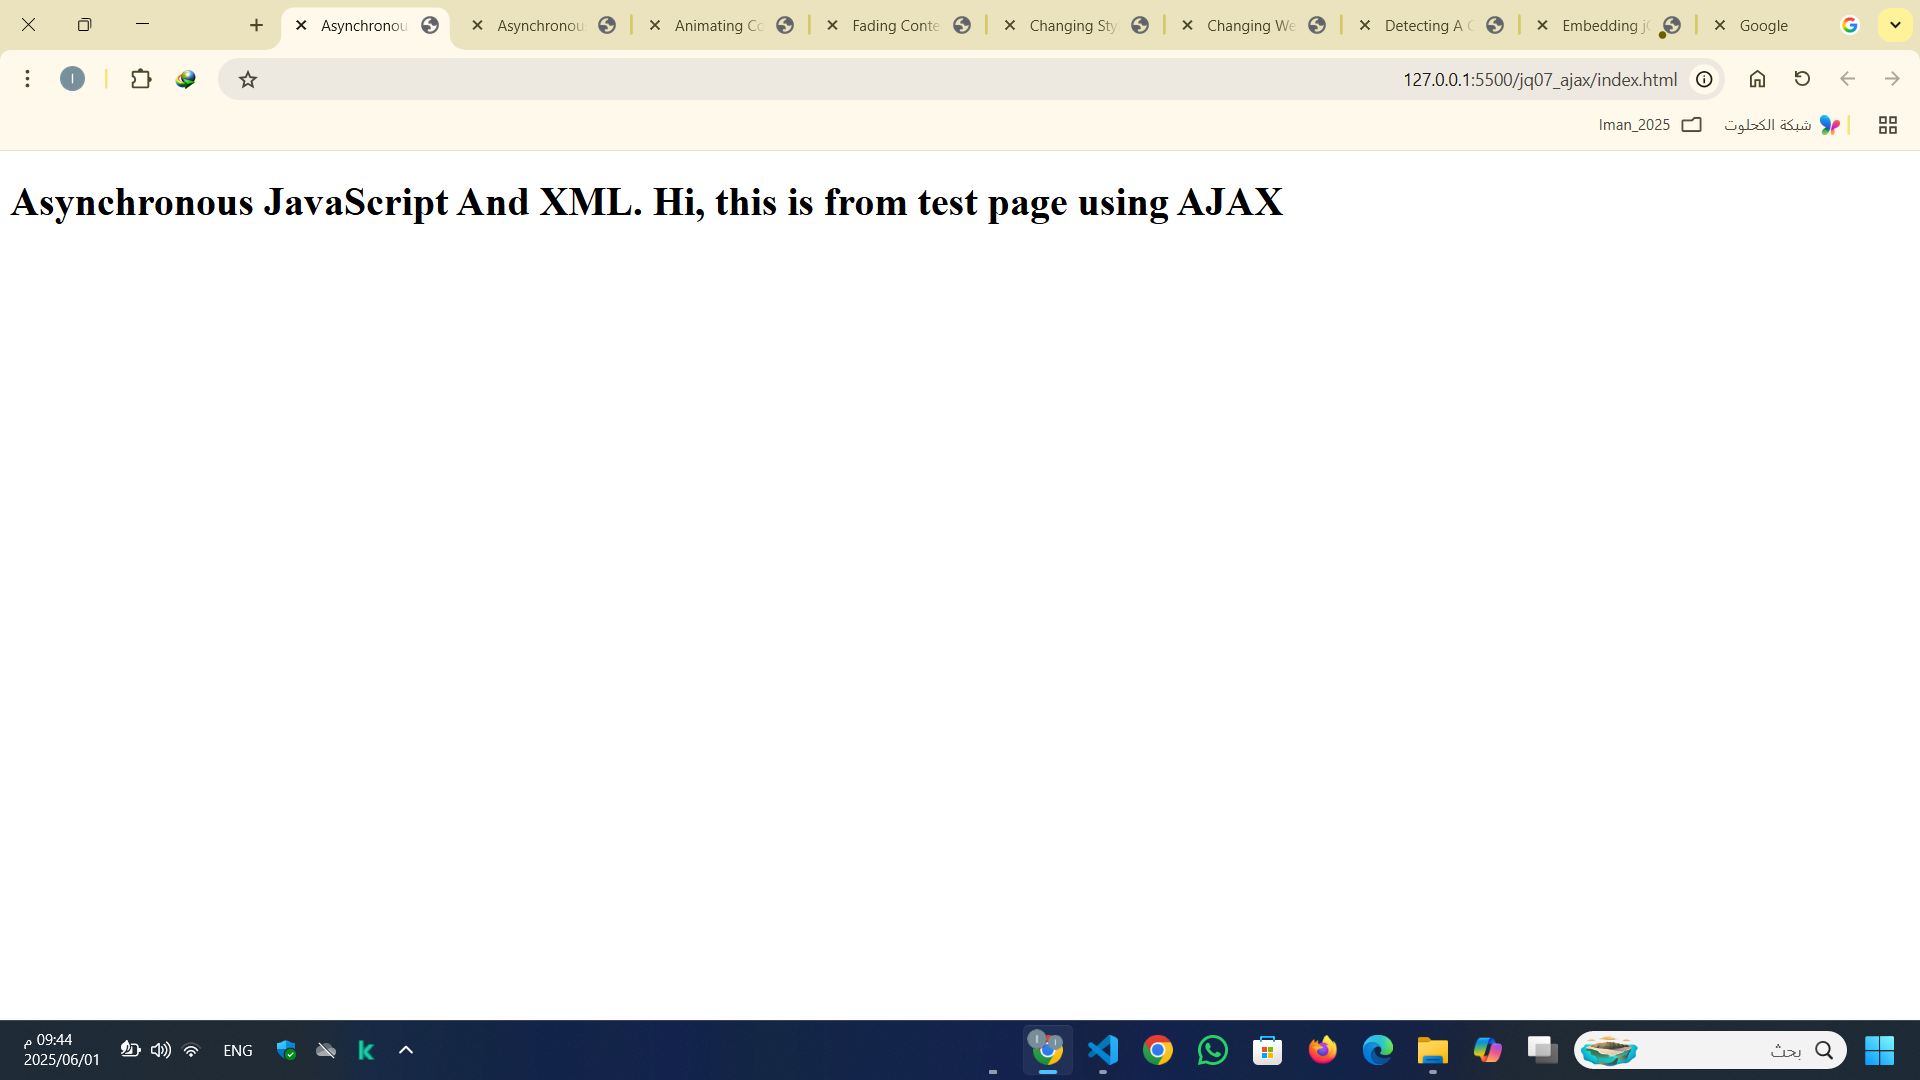 Asynchronou
Asynchronou
Animating Co
Fading Conte
Changing Sty
Changing We
Detecting A C
Embedding jQ
Google
I
127.0.0.1:5500/jq07_ajax/index.html
Iman_2025
شبكة الكحلوت
Asynchronous JavaScript And XML. Hi, this is from test page using AJAX
09:44 م
2025/06/01
ENG
بحث